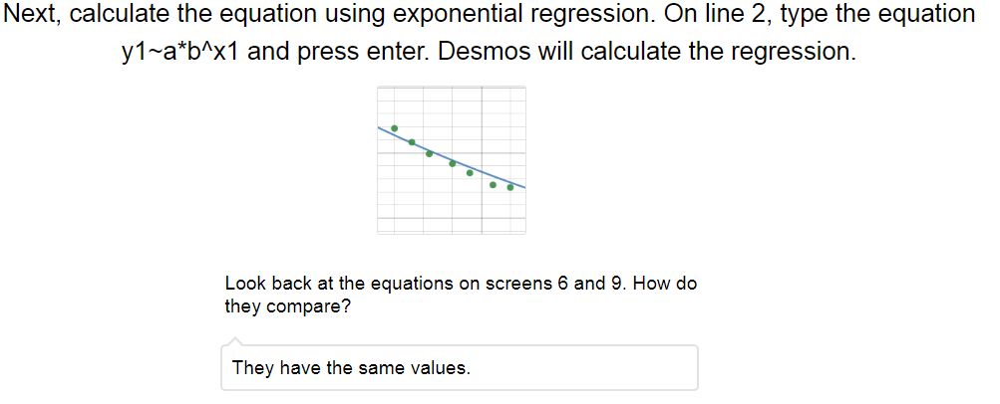 Next, calculate the equation using exponential regression. On line 2, type the equation
y1~a*b^x1 and press enter. Desmos will calculate the regression.
Look back at the equations on screens 6 and 9. How do
they compare?
They have the same values.